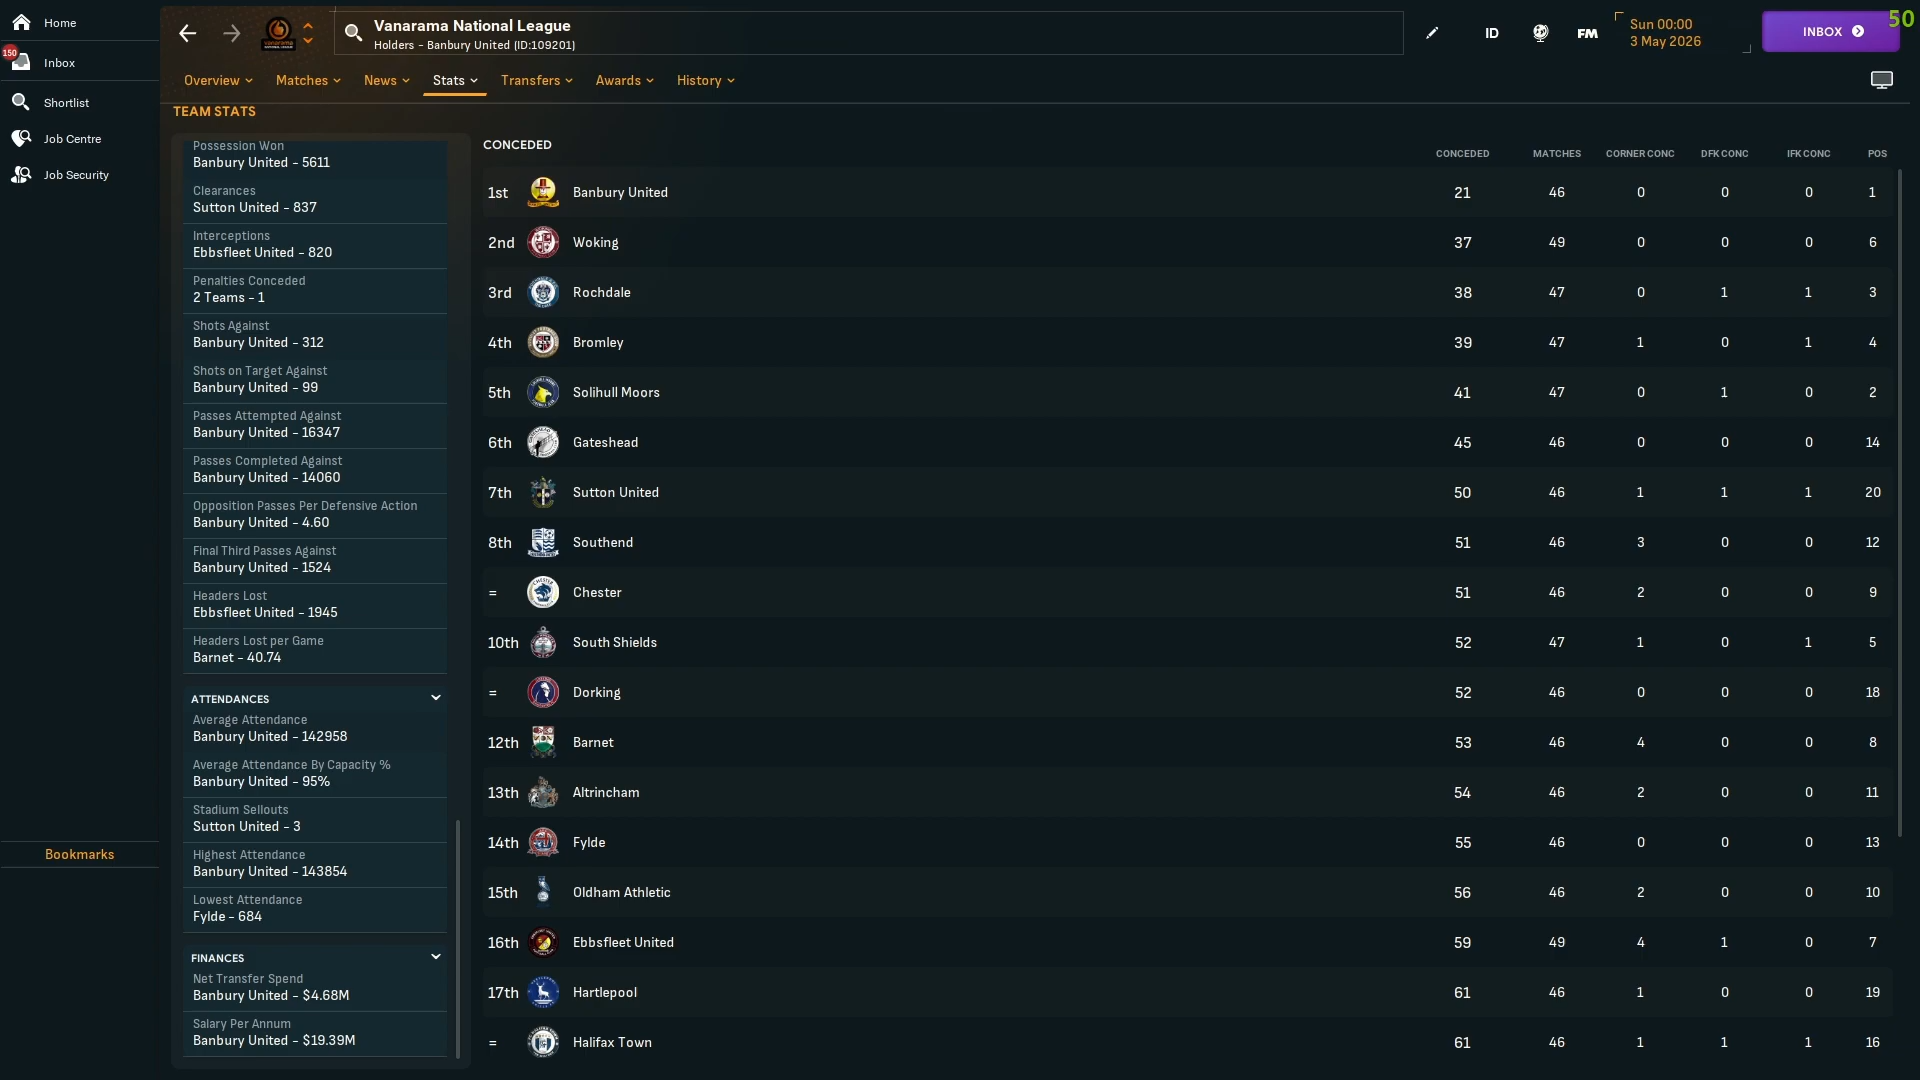 Home
150
Inbox
Shortlist
Job Centre
Job Security
Bookmarks
Vanarama National League
Holders - Banbury United (ID:109201)
ID
FM
Sun 00:00
3 May 2026
INBOX
50
Overview
Matches
News
Stats
Transfers
Awards
History
TEAM STATS
Possession Won
Banbury United - 5611
Clearances
Sutton United - 837
Interceptions
Ebbsfleet United - 820
Penalties Conceded
2 Teams - 1
Shots Against
Banbury United - 312
Shots on Target Against
Banbury United - 99
Passes Attempted Against
Banbury United - 16347
Passes Completed Against
Banbury United - 14060
Opposition Passes Per Defensive Action
Banbury United - 4.60
Final Third Passes Against
Banbury United - 1524
Headers Lost
Ebbsfleet United - 1945
Headers Lost per Game
Barnet - 40.74
ATTENDANCES
Average Attendance
Banbury United - 142958
Average Attendance By Capacity %
Banbury United - 95%
Stadium Sellouts
Sutton United - 3
Highest Attendance
Banbury United - 143854
Lowest Attendance
Fylde - 684
FINANCES
Net Transfer Spend
Banbury United - $4.68M
Salary Per Annum
Banbury United - $19.39M
CONCEDED
CONCEDED MATCHES CORNER CONC DFK CONC IFK CONC POS
1st Banbury United 21 46 0 0 0 1
2nd Woking 37 49 0 0 0 6
3rd Rochdale 38 47 0 1 1 3
4th Bromley 39 47 1 0 1 4
5th Solihull Moors 41 47 0 1 0 2
6th Gateshead 45 46 0 0 0 14
7th Sutton United 50 46 1 1 1 20
8th Southend 51 46 3 0 0 12
= Chester 51 46 2 0 0 9
10th South Shields 52 47 1 0 1 5
= Dorking 52 46 0 0 0 18
12th Barnet 53 46 4 0 0 8
13th Altrincham 54 46 2 0 0 11
14th Fylde 55 46 0 0 0 13
15th Oldham Athletic 56 46 2 0 0 10
16th Ebbsfleet United 59 49 4 1 0 7
17th Hartlepool 61 46 1 0 0 19
= Halifax Town 61 46 1 1 1 16